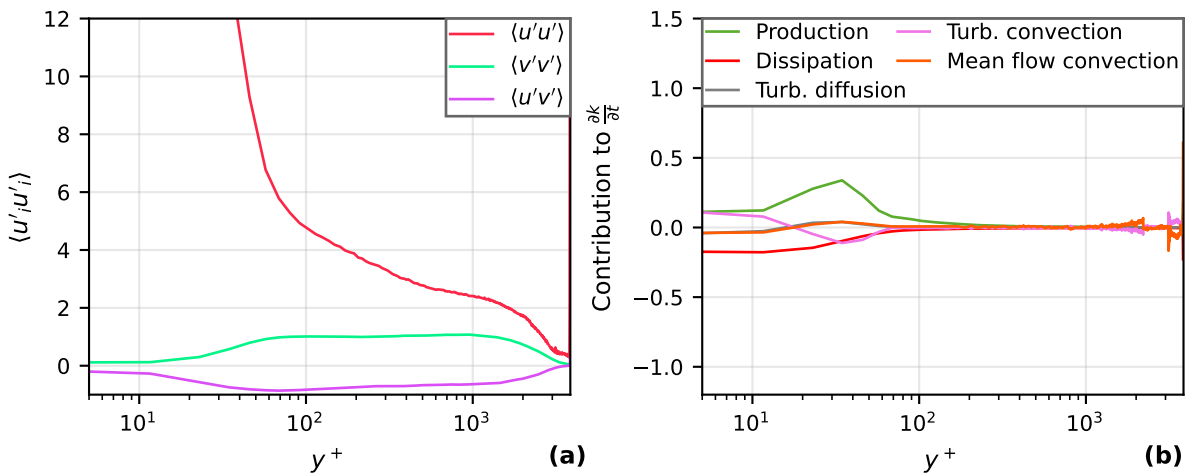 12
10
8
6
4
2
0
⟨u′ᵢu′ᵢ⟩
⟨u′u′⟩
⟨v′v′⟩
⟨u′v′⟩
10¹
10²
10³
y⁺
(a)
1.5
1.0
0.5
0.0
−0.5
−1.0
Contribution to ∂k/∂t
Production
Dissipation
Turb. diffusion
Turb. convection
Mean flow convection
10¹
10²
10³
y⁺
(b)